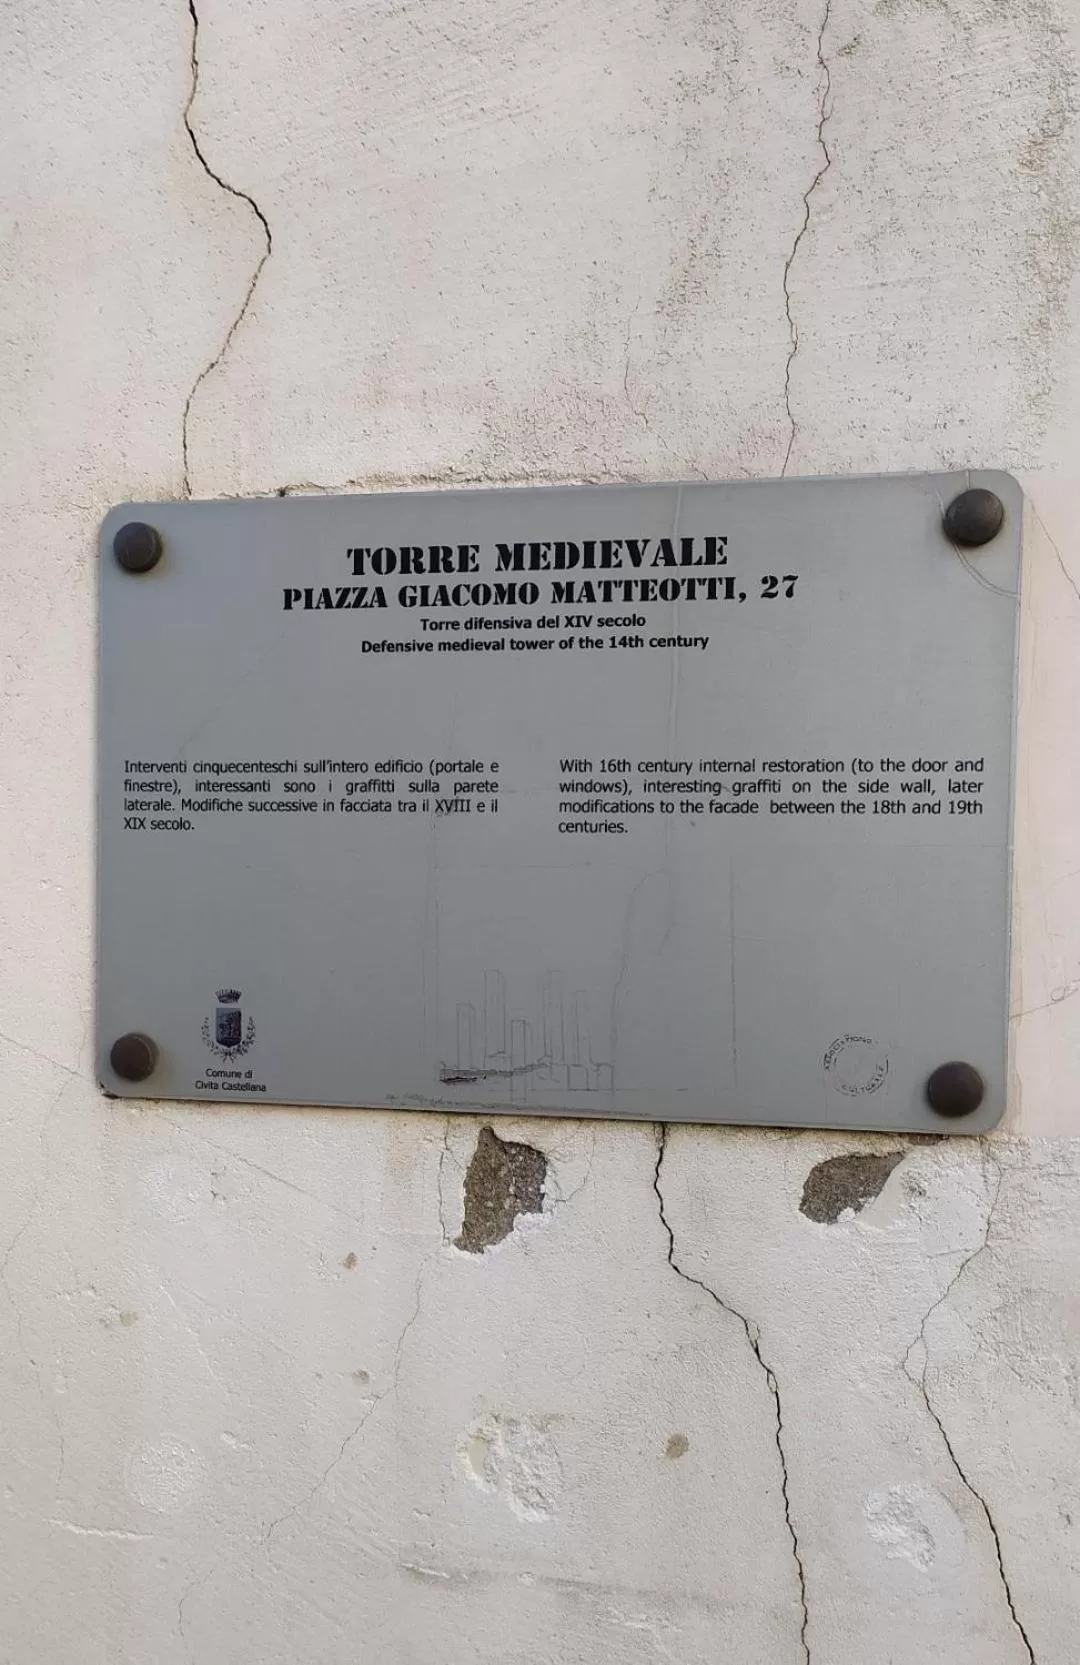 TORRE MEDIEVALE
PIAZZA GIACOMO MATTEOTTI, 27
Torre difensiva del XIV secolo
Defensive medieval tower of the 14th century
Interventi cinquecenteschi sull'intero edificio (portale e
finestre), interessanti sono i graffitti sulla parete
laterale. Modifiche successive in facciata tra il XVIII e il
XIX secolo.
With 16th century internal restoration (to the door and
windows), interesting graffiti on the side wall, later
modifications to the facade between the 18th and 19th
centuries.
Comune di
Civita Castellana
ASSOCIAZIONE
CULTURALE